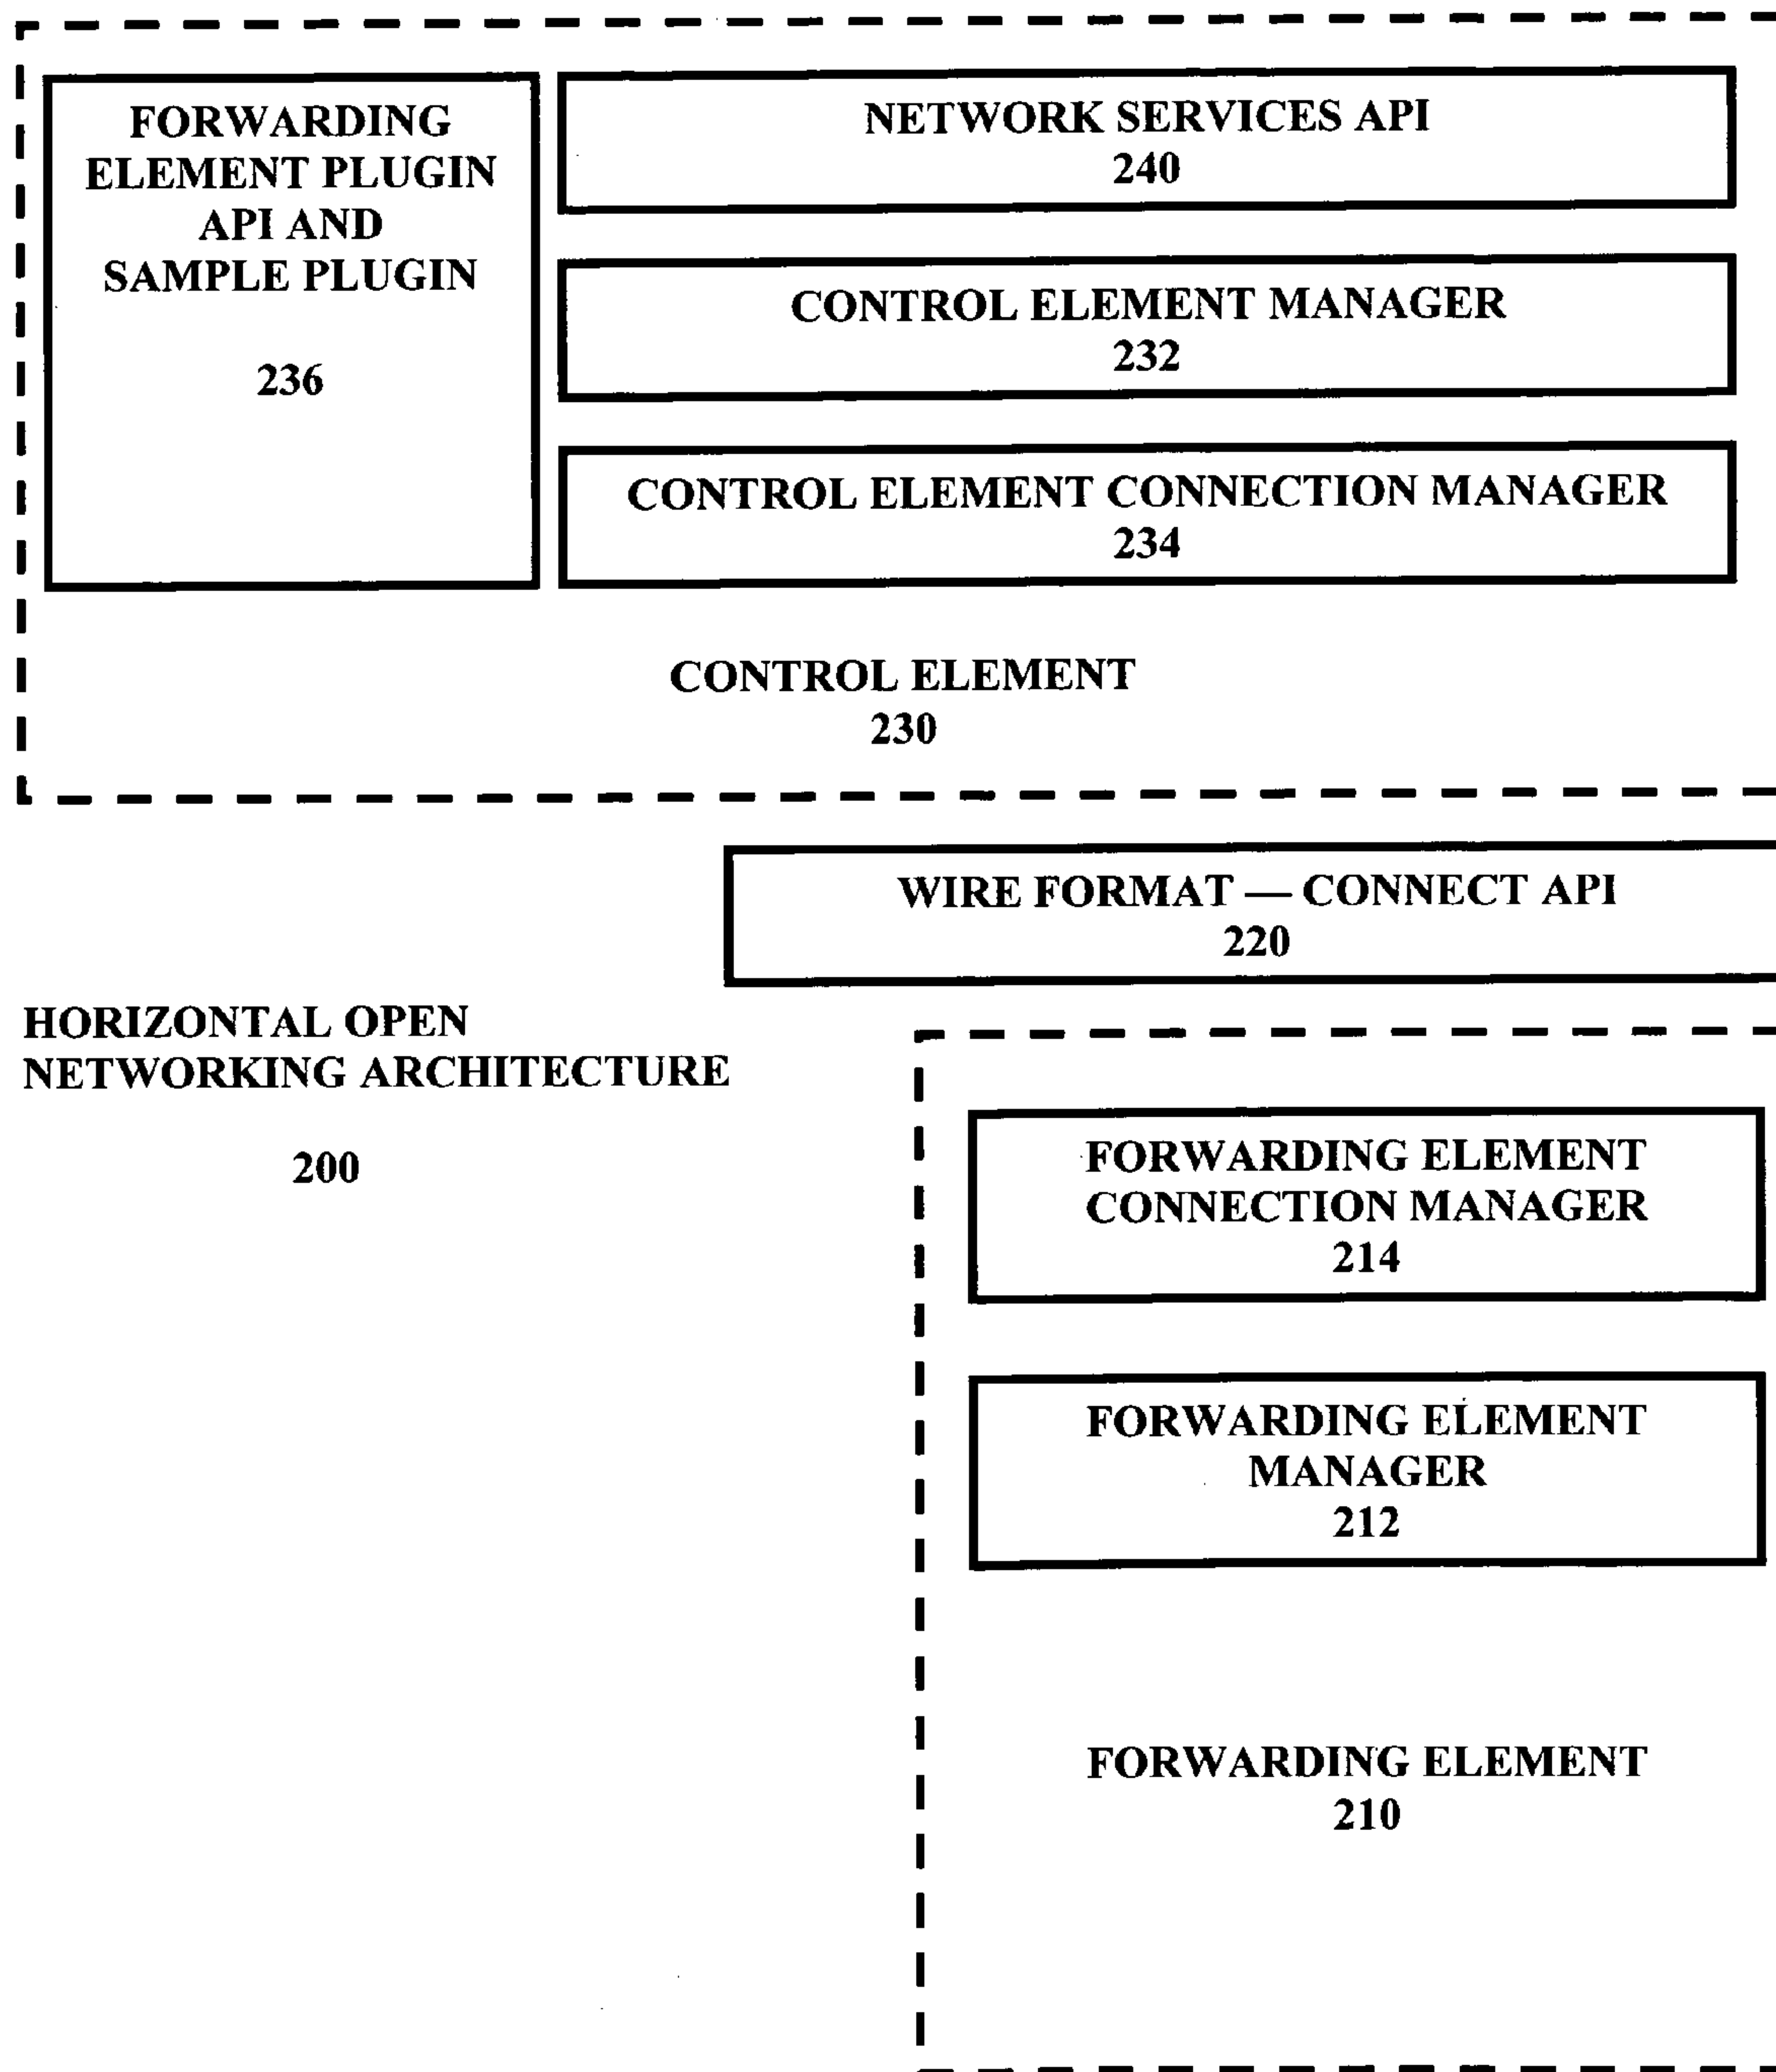 FORWARDING
ELEMENT PLUGIN
API AND
SAMPLE PLUGIN
236
NETWORK SERVICES API
240
CONTROL ELEMENT MANAGER
232
CONTROL ELEMENT CONNECTION MANAGER
234
CONTROL ELEMENT
230
WIRE FORMAT — CONNECT API
220
HORIZONTAL OPEN
NETWORKING ARCHITECTURE
200
FORWARDING ELEMENT
CONNECTION MANAGER
214
FORWARDING ELEMENT
MANAGER
212
FORWARDING ELEMENT
210